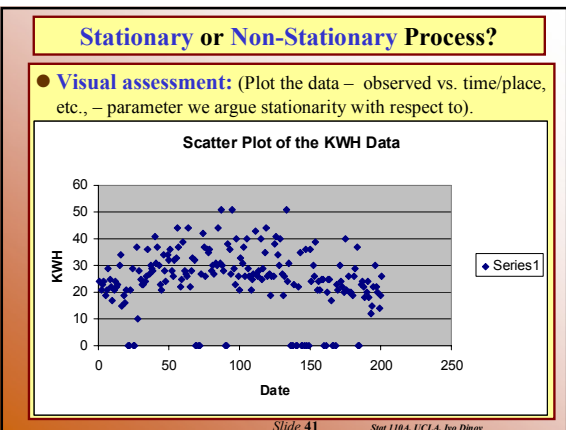 Stationary or Non-Stationary Process?
Visual assessment: (Plot the data – observed vs. time/place,
etc., – parameter we argue stationarity with respect to).
Scatter Plot of the KWH Data
60
50
40
30
20
10
0
KWH
0 50 100 150 200 250
Date
Series1
Slide 41 Stat 110A, UCLA, Ivo Dinov